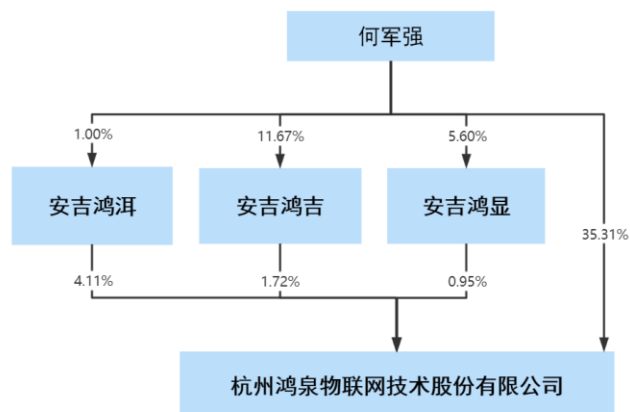 何军强
1.00%
11.67%
5.60%
安吉鸿洱
安吉鸿吉
安吉鸿显
35.31%
4.11%
1.72%
0.95%
杭州鸿泉物联网技术股份有限公司